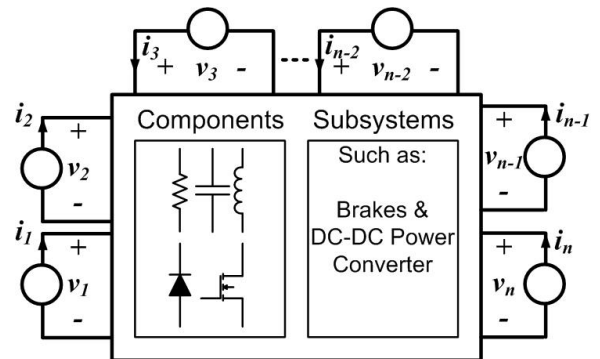 i3 + v3 - in-2 + vn-2 -
i2 + v2 -
Components Subsystems
in-1 + vn-1 -
Such as:
Brakes &
DC-DC Power
Converter
i1 + v1 -
in + vn -